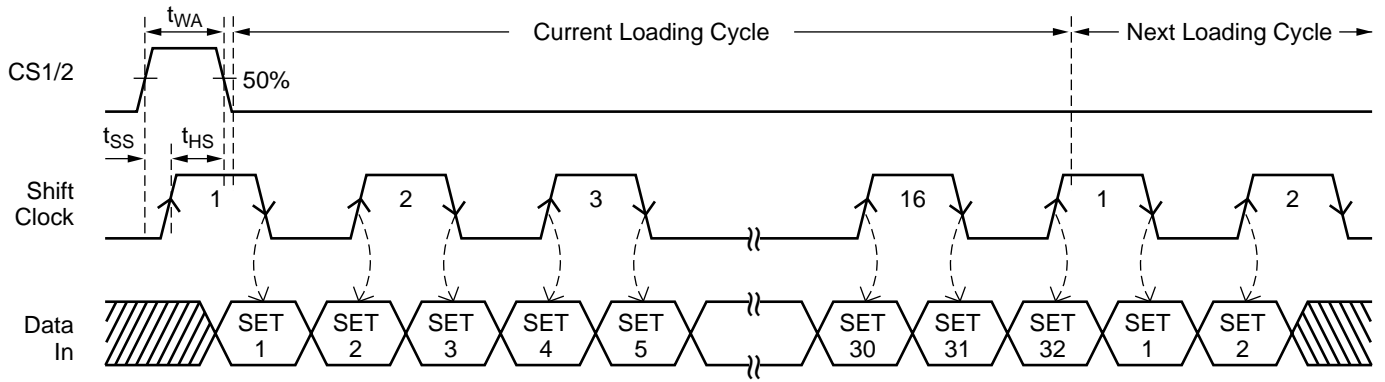 tWA
Current Loading Cycle
Next Loading Cycle
CS1/2
50%
tSS
tHS
Shift
Clock
1
2
3
16
1
2
Data
In
SET
1
SET
2
SET
3
SET
4
SET
5
SET
30
SET
31
SET
32
SET
1
SET
2